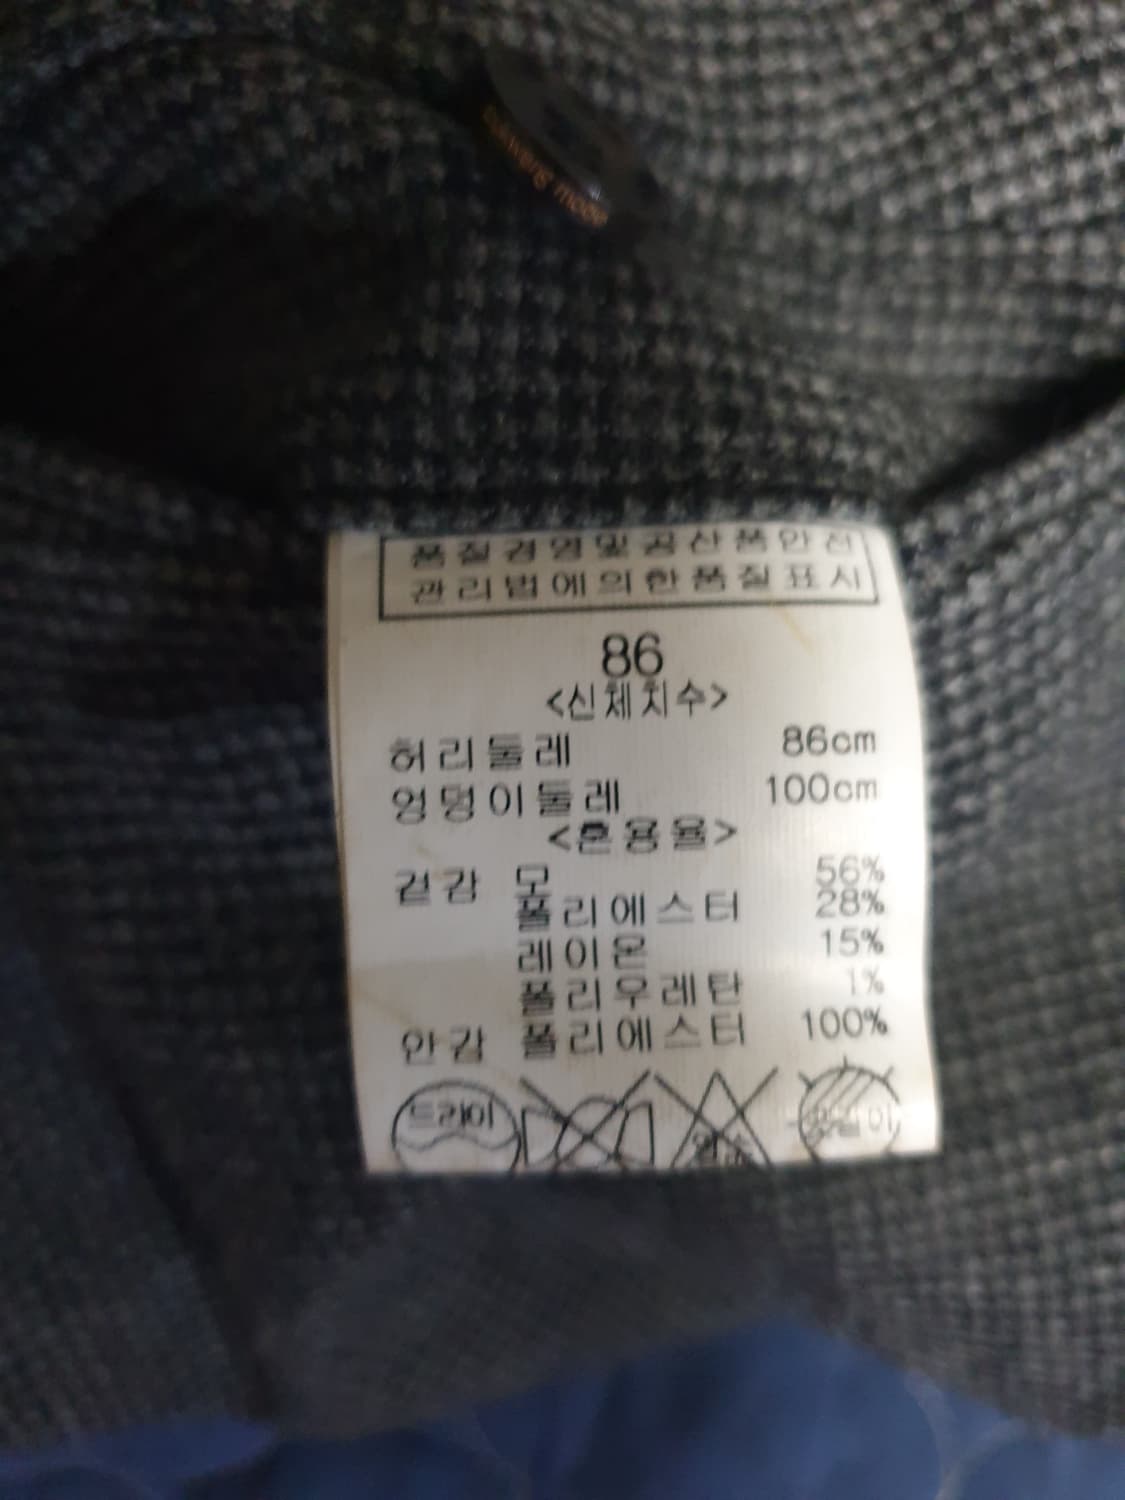 품질경영및공산품안전
관리법에의한품질표시
86
<신체치수>
허리둘레 86cm
엉덩이둘레 100cm
<혼용율>
겉감 모 56%
폴리에스터 28%
레이온 15%
폴리우레탄 1%
안감 폴리에스터 100%
드라이